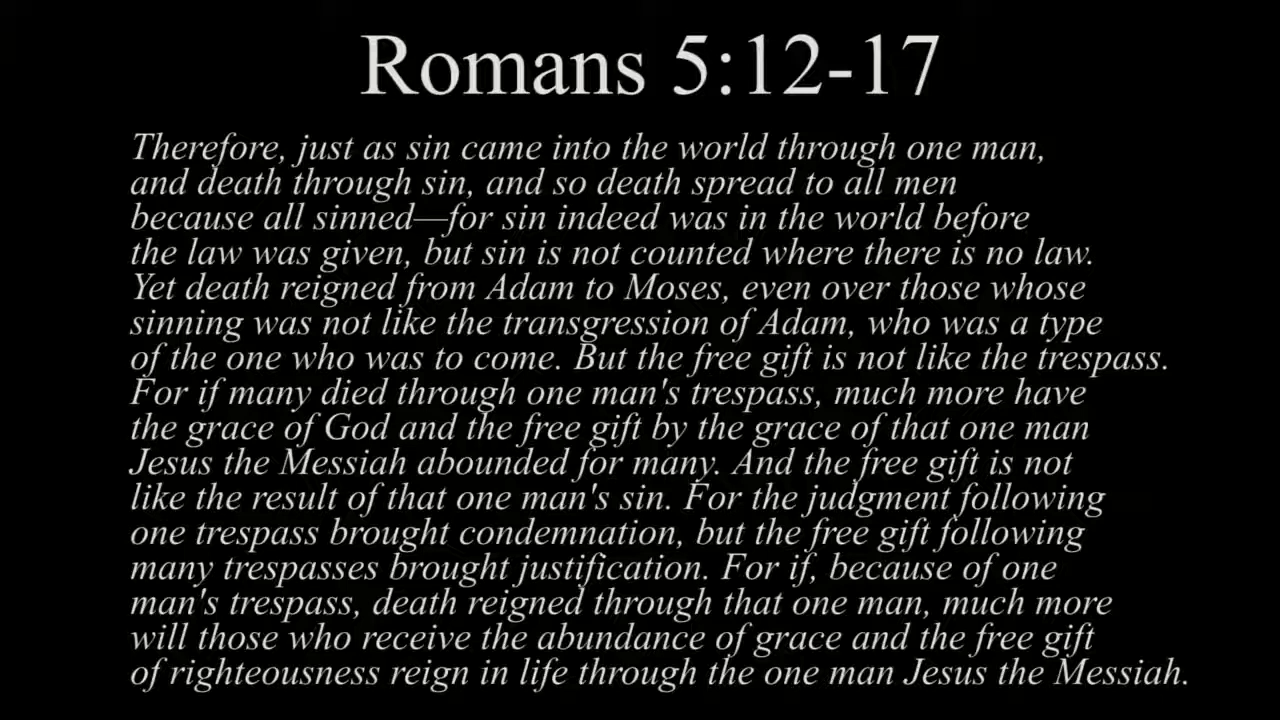 Romans 5:12-17
Therefore, just as sin came into the world through one man,
and death through sin, and so death spread to all men
because all sinned—for sin indeed was in the world before
the law was given, but sin is not counted where there is no law.
Yet death reigned from Adam to Moses, even over those whose
sinning was not like the transgression of Adam, who was a type
of the one who was to come. But the free gift is not like the trespass.
For if many died through one man's trespass, much more have
the grace of God and the free gift by the grace of that one man
Jesus the Messiah abounded for many. And the free gift is not
like the result of that one man's sin. For the judgment following
one trespass brought condemnation, but the free gift following
many trespasses brought justification. For if, because of one
man's trespass, death reigned through that one man, much more
will those who receive the abundance of grace and the free gift
of righteousness reign in life through the one man Jesus the Messiah.